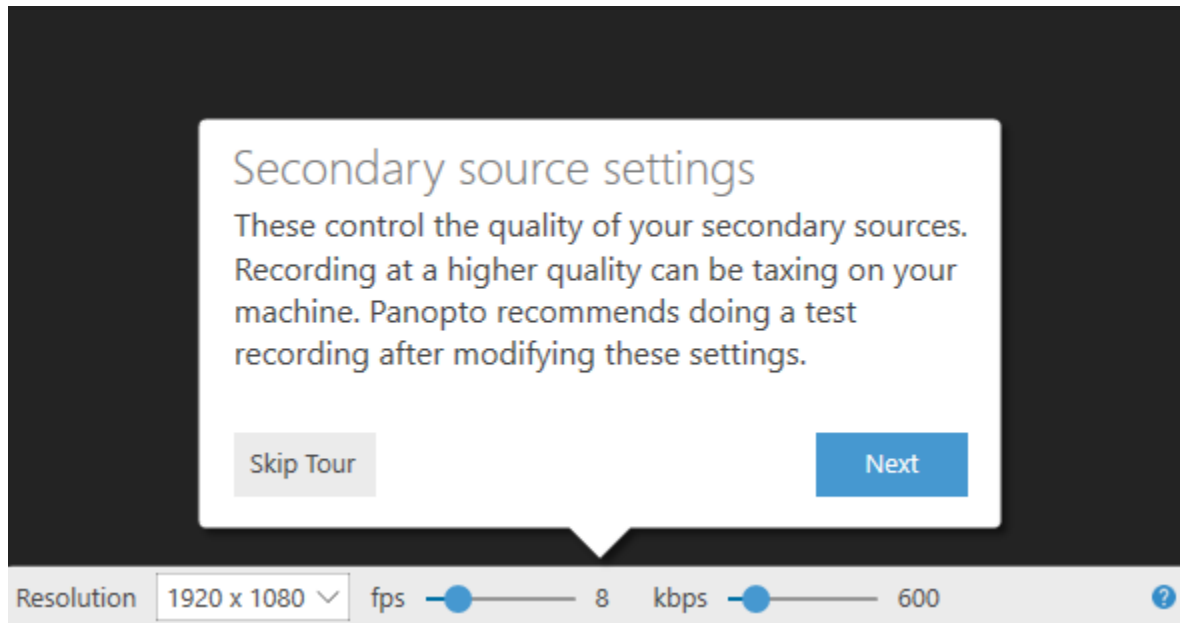 Secondary source settings
These control the quality of your secondary sources.
Recording at a higher quality can be taxing on your
machine. Panopto recommends doing a test
recording after modifying these settings.
Skip Tour Next
Resolution 1920 x 1080 fps 8 kbps 600 ?